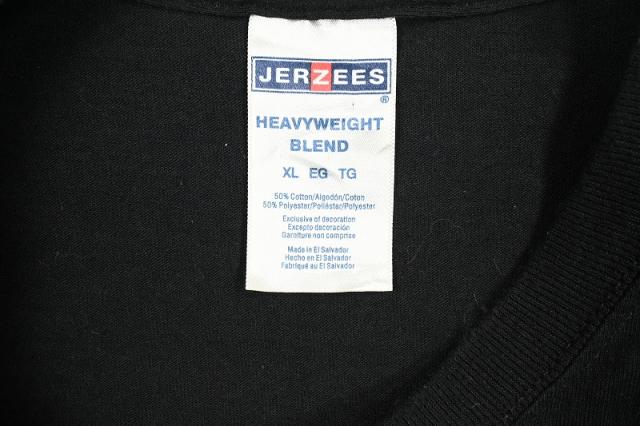 JERZEES
®
HEAVYWEIGHT
BLEND
XL EG TG
50% Cotton/Algodón/Coton
50% Polyester/Poliéster/Polyester
Exclusive of decoration
Excepto decoración
Garniture non comprise
Made in El Salvador
Hecho en El Salvador
Fabriqué au El Salvador